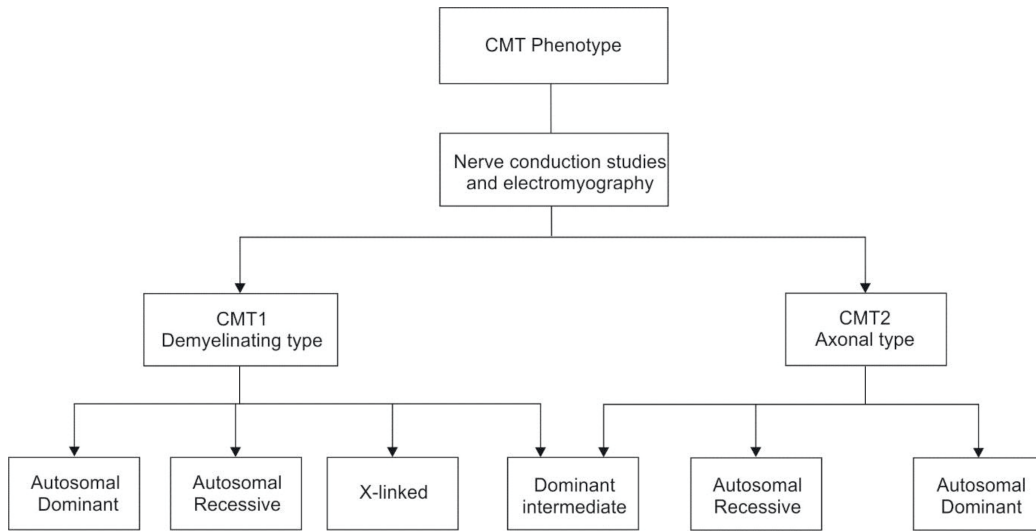 CMT Phenotype
Nerve conduction studies
and electromyography
CMT1
Demyelinating type
CMT2
Axonal type
Autosomal
Dominant
Autosomal
Recessive
X-linked
Dominant
intermediate
Autosomal
Recessive
Autosomal
Dominant